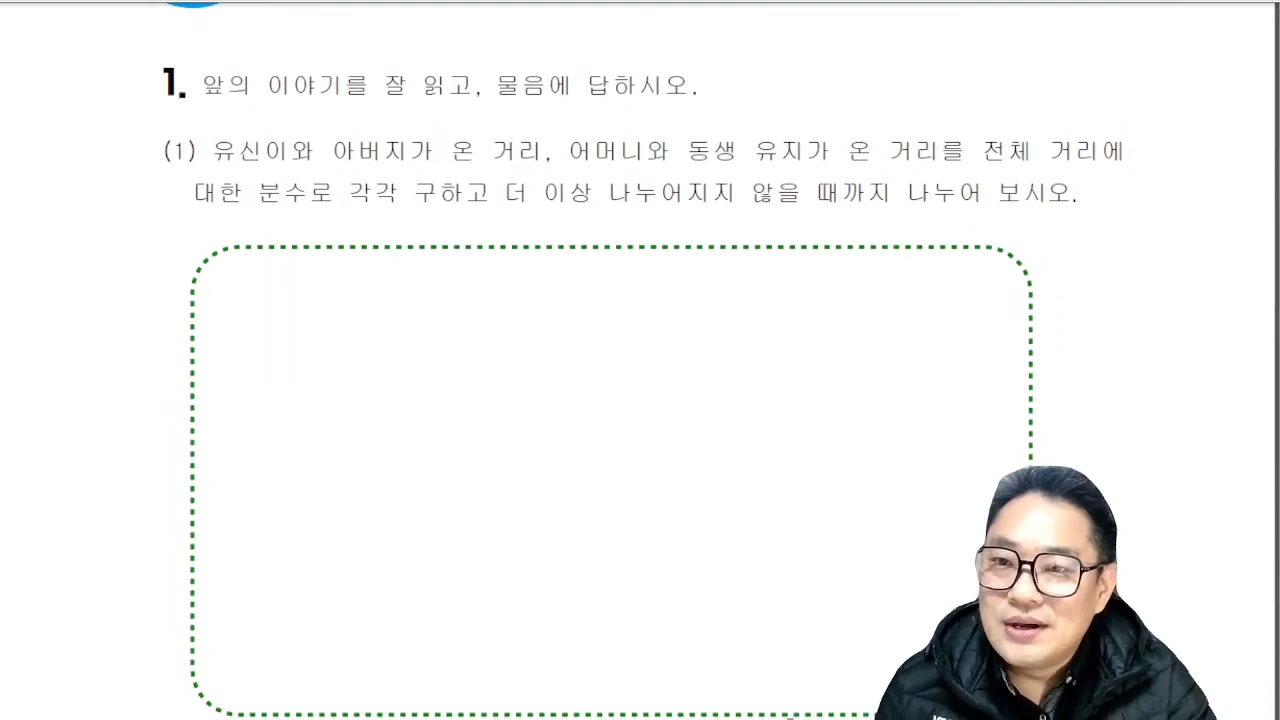 1. 앞의 이야기를 잘 읽고, 물음에 답하시오.
(1) 유신이와 아버지가 온 거리, 어머니와 동생 유지가 온 거리를 전체 거리에
대한 분수로 각각 구하고 더 이상 나누어지지 않을 때까지 나누어 보시오.